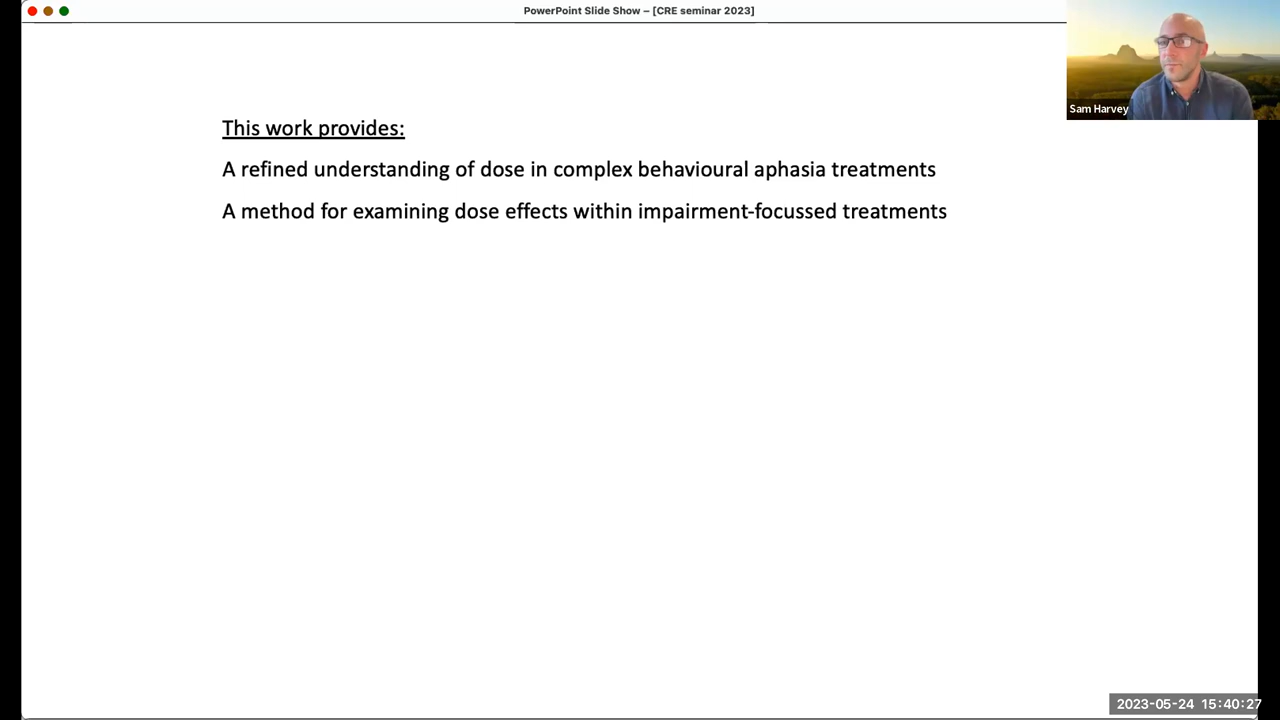 PowerPoint Slide Show – [CRE seminar 2023]
Sam Harvey
This work provides:
A refined understanding of dose in complex behavioural aphasia treatments
A method for examining dose effects within impairment-focussed treatments
2023-05-24 15:40:27